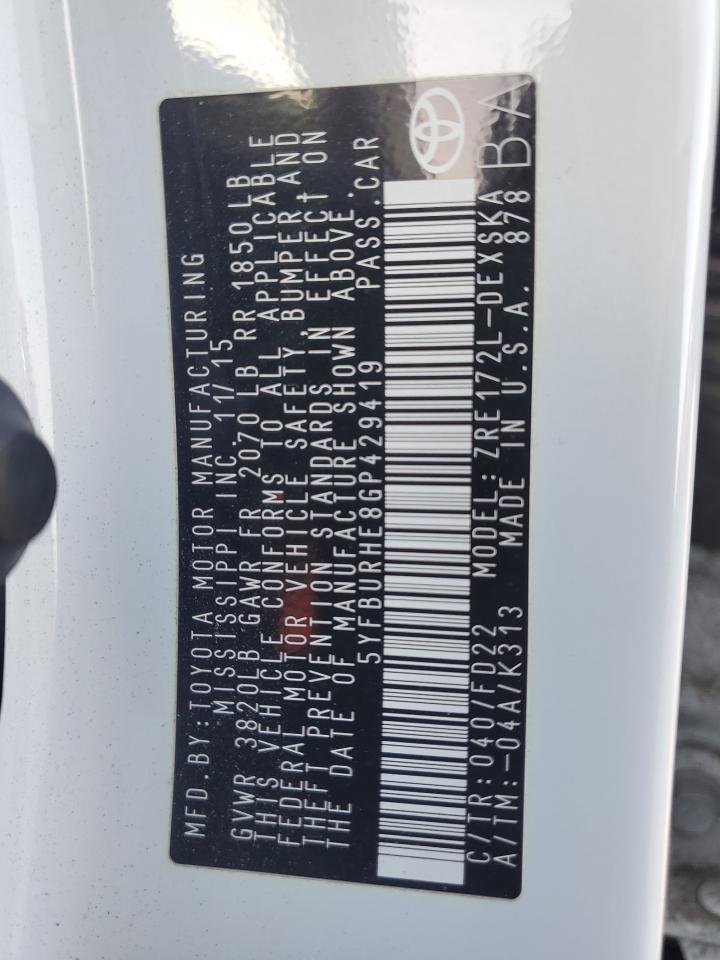 MFD.BY:TOYOTA MOTOR MANUFACTURING
MISSISSIPPI INC. 11/15
GVWR 3820LB GAWR FR 2070 LB RR 1850LB
THIS VEHICLE CONFORMS TO ALL APPLICABLE
FEDERAL MOTOR VEHICLE SAFETY,BUMPER AND
THEFT PREVENTION STANDARDS IN EFFECT ON
THE DATE OF MANUFACTURE SHOWN ABOVE.
5YFBURHE8GP429419 PASS.CAR
C/TR:040/FD22 MODEL:ZRE172L-DEXSKA
A/TM:-04A/K313 MADE IN U.S.A. 878
BA